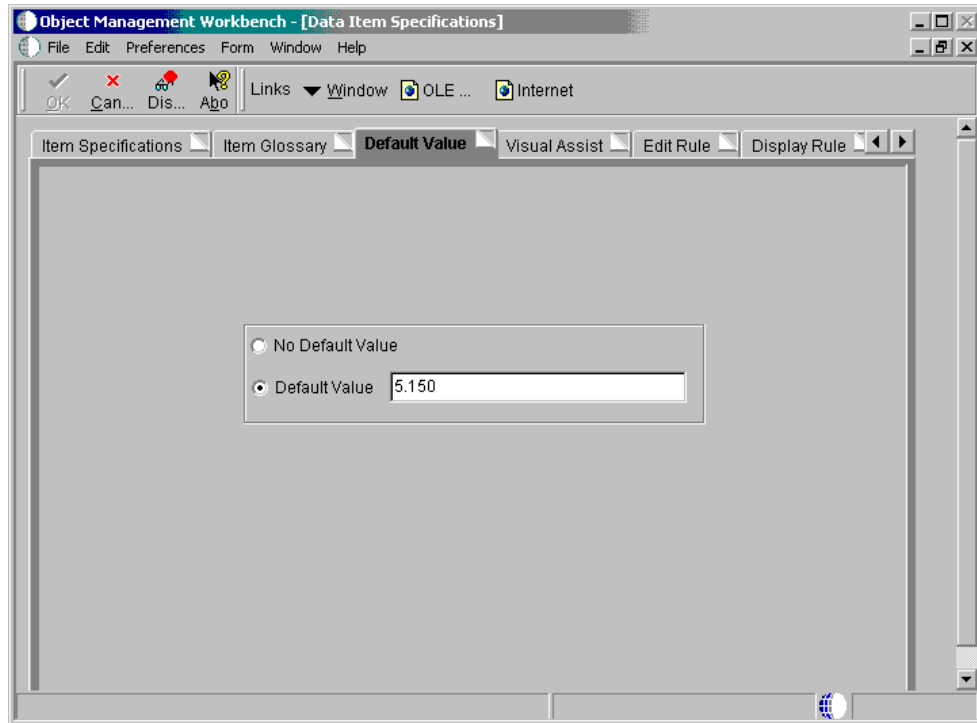 Object Management Workbench - [Data Item Specifications]
File Edit Preferences Form Window Help
OK Can... Dis... Abo Links Window OLE ... Internet
Item Specifications Item Glossary Default Value Visual Assist Edit Rule Display Rule
No Default Value
Default Value 5.150